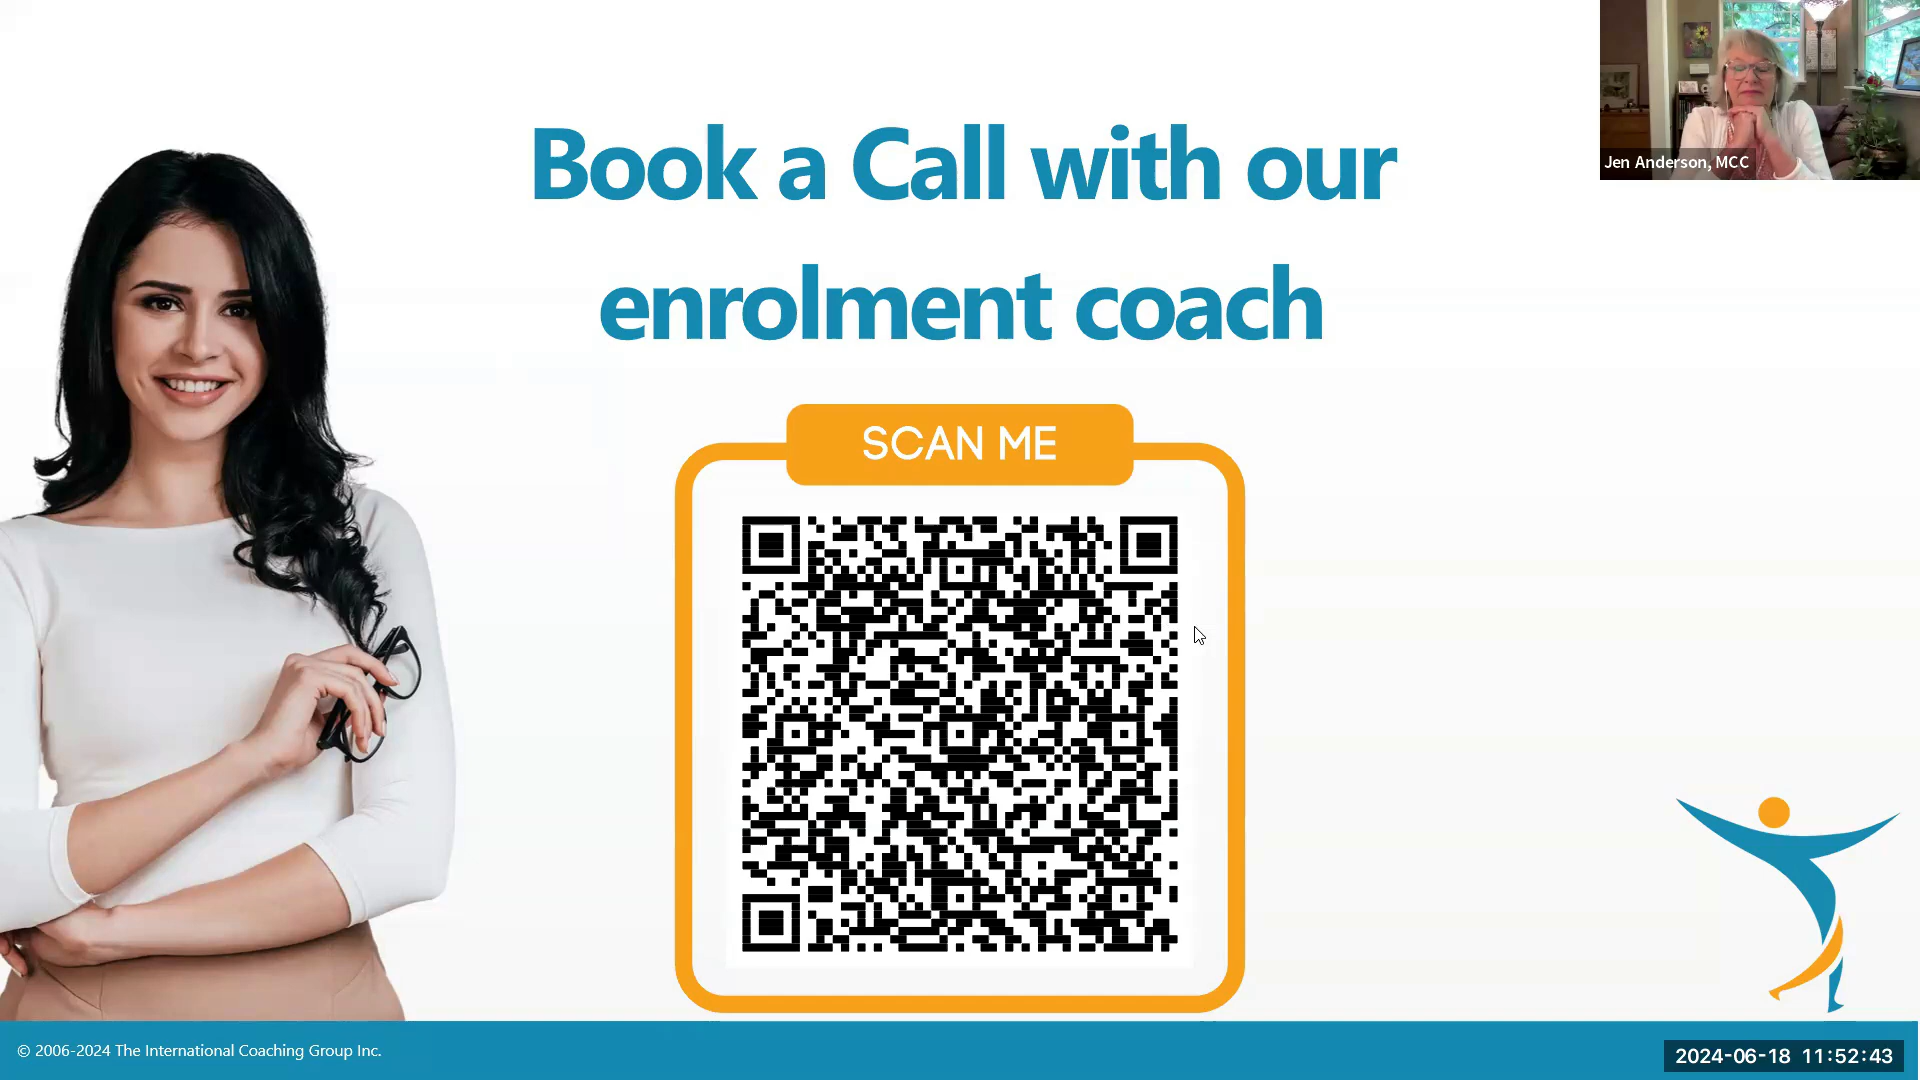 Book a Call with our
enrolment coach
Jen Anderson, MCC
SCAN ME
© 2006-2024 The International Coaching Group Inc.
2024-06-18 11:52:43